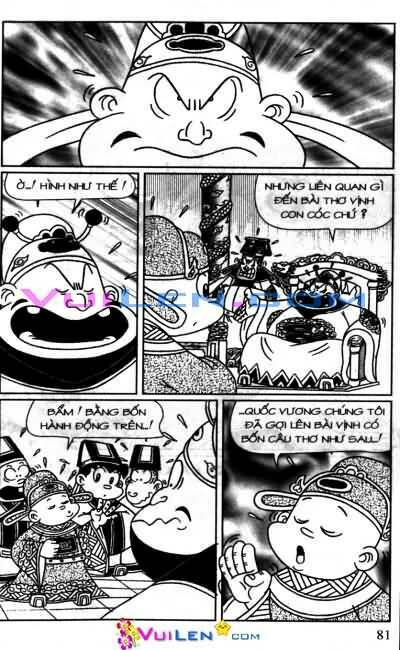 Ờ..! HÌNH NHƯ THẾ!
NHƯNG LIÊN QUAN GÌ
ĐẾN BÀI THƠ VỊNH
CON CÓC CHỨ?
VUILEN.COM
BẨM! BẰNG BỐN
HÀNH ĐỘNG TRÊN...!
...QUỐC VƯƠNG CHÚNG TÔI
ĐÃ GỢI LÊN BÀI VỊNH CÓ
BỐN CÂU THƠ NHƯ SAU...!
81
VUILEN.COM